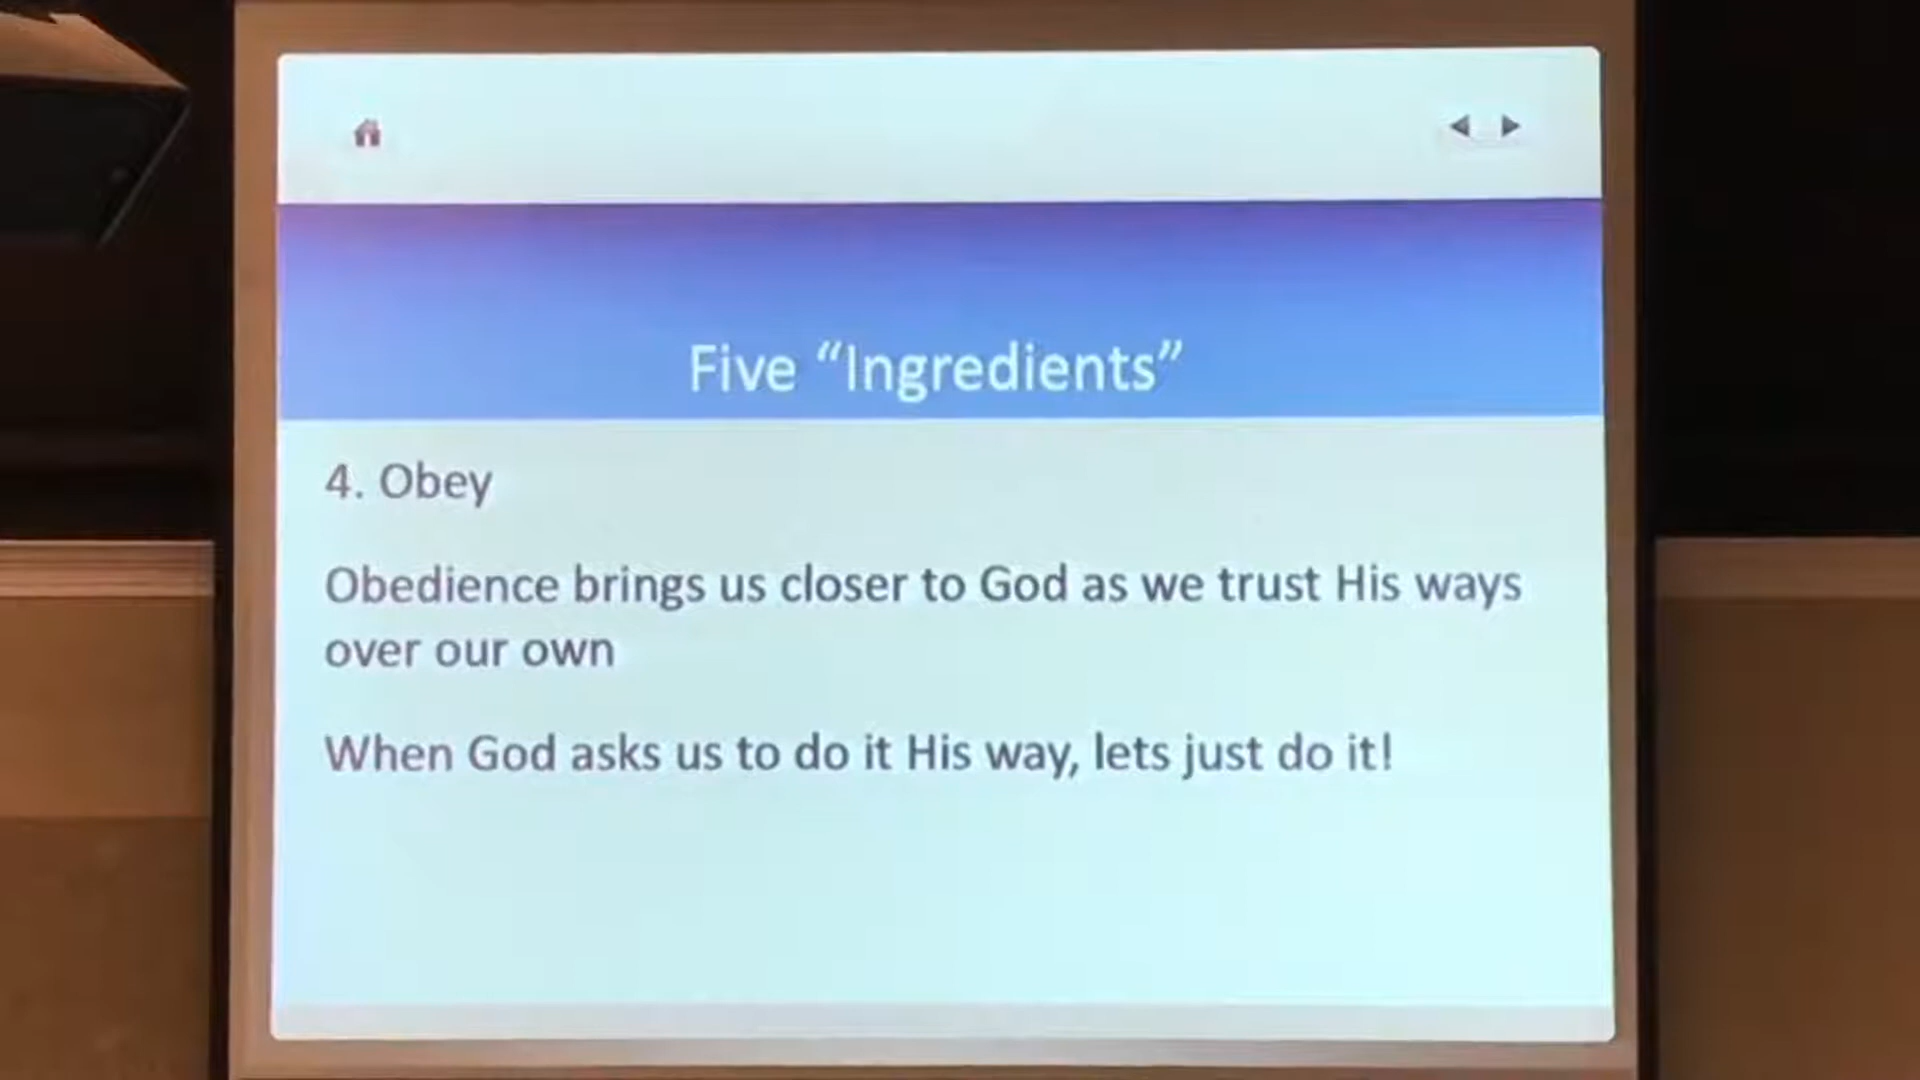 Five “Ingredients”
4. Obey
Obedience brings us closer to God as we trust His ways
over our own
When God asks us to do it His way, lets just do it!